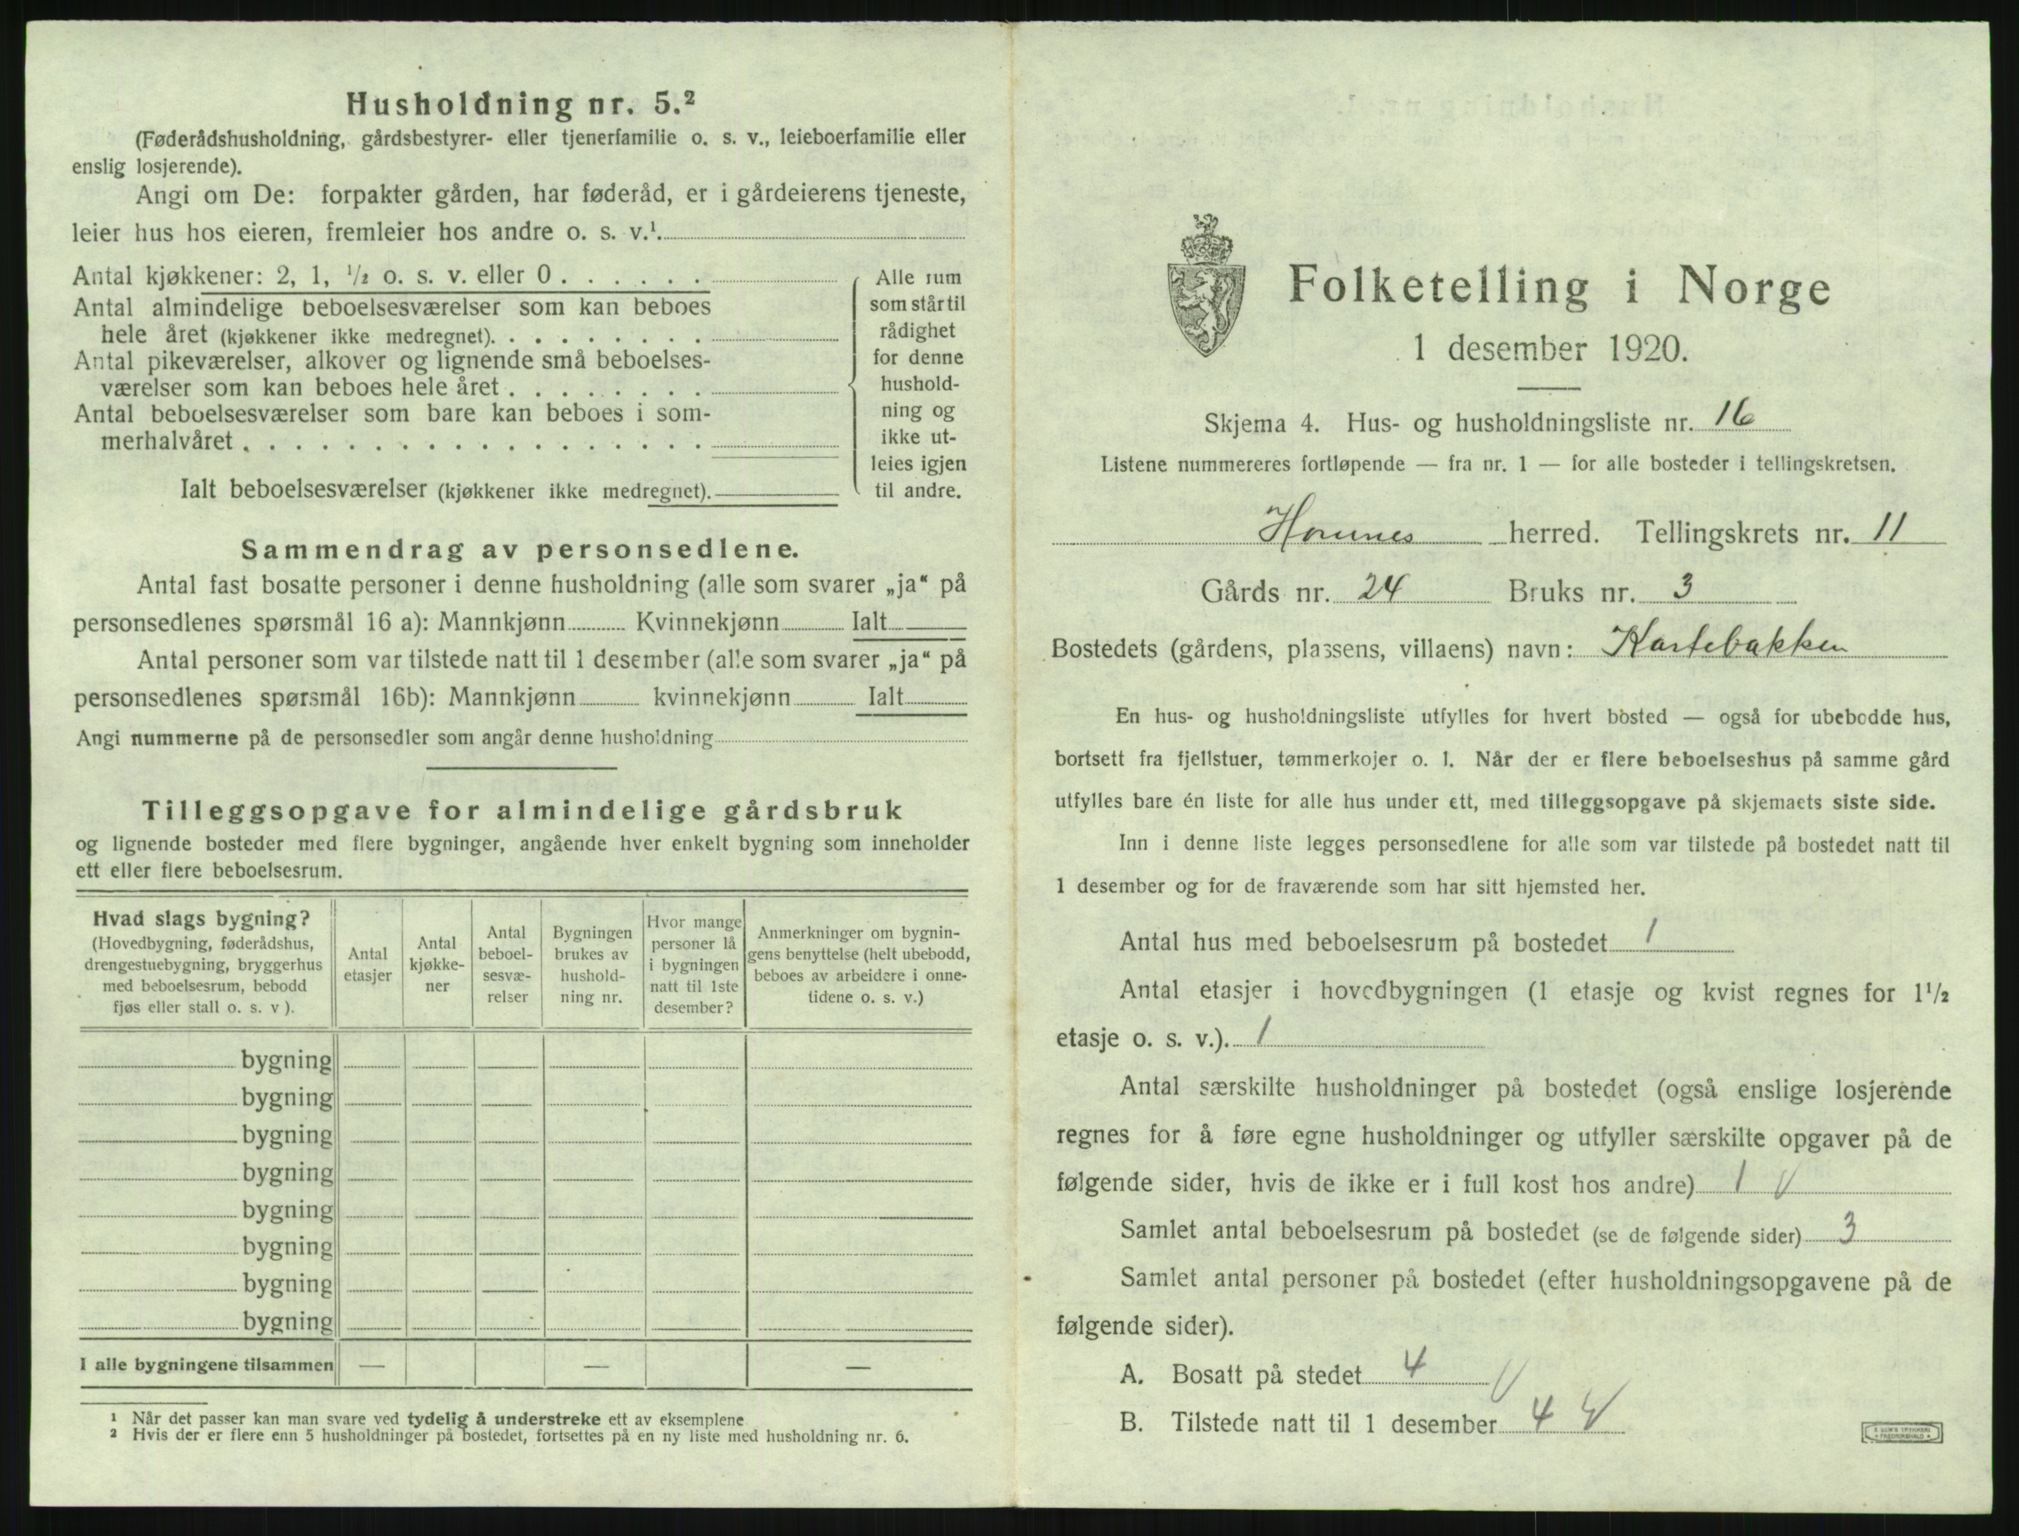 Husholdning nr. 5.²
(Føderådshusholdning, gårdsbestyrer- eller tjenerfamilie o. s. v., leieboerfamilie eller
enslig losjerende).
Angi om De: forpakter gården, har føderåd, er i gårdeierens tjeneste,
leier hus hos eieren, fremleier hos andre o. s. v.¹.
Antal kjøkkener: 2, 1, ½ o. s. v. eller 0 . . . . . .
Antal almindelige beboelsesværelser som kan beboes
hele året (kjøkkener ikke medregnet). . . . . . . . .
Antal pikeværelser, alkover og lignende små beboelses-
værelser som kan beboes hele året . . . . . . . .
Antal beboelsesværelser som bare kan beboes i som-
merhalvåret . . . . . . . . . . . . . . . . . .
Alle rum
som står til
rådighet
for denne
hushold-
ning og
ikke ut-
leies igjen
til andre.
Ialt beboelsesværelser (kjøkkener ikke medregnet).
Sammendrag av personsedlene.
Antal fast bosatte personer i denne husholdning (alle som svarer „ja“ på
personsedlenes spørsmål 16 a): Mannkjønn Kvinnekjønn Ialt
Antal personer som var tilstede natt til 1 desember (alle som svarer „ja“ på
personsedlenes spørsmål 16b): Mannkjønn kvinnekjønn Ialt
Angi nummerne på de personsedler som angår denne husholdning
Tilleggsopgave for almindelige gårdsbruk
og lignende bosteder med flere bygninger, angående hver enkelt bygning som inneholder
ett eller flere beboelsesrum.
Hvad slags bygning?
(Hovedbygning, føderådshus,
drengestuebygning, bryggerhus
med beboelsesrum, bebodd
fjøs eller stall o. s. v ).
Antal
etasjer
Antal
kjøkke-
ner
Antal
beboel-
sesvæ-
relser
Bygningen
brukes av
hushold-
ning nr.
Hvor mange
personer lå
i bygningen
natt til 1ste
desember?
Anmerkninger om bygnin-
gens benyttelse (helt ubebodd,
beboes av arbeidere i onne-
tidene o. s. v.)
bygning
bygning
bygning
bygning
bygning
bygning
bygning
bygning
I alle bygningene tilsammen — — —
¹ Når det passer kan man svare ved tydelig å understreke ett av eksemplene
² Hvis der er flere enn 5 husholdninger på bostedet, fortsettes på en ny liste med husholdning nr. 6.
Folketelling i Norge
1 desember 1920.
Skjema 4. Hus- og husholdningsliste nr. 16
Listene nummereres fortløpende — fra nr. 1 — for alle bosteder i tellingskretsen.
Hornnes herred. Tellingskrets nr. 11
Gårds nr. 24 Bruks nr. 3
Bostedets (gårdens, plassens, villaens) navn: Kartebakken
En hus- og husholdningsliste utfylles for hvert bosted — også for ubebodde hus,
bortsett fra fjellstuer, tømmerkojer o. l. Når der er flere beboelseshus på samme gård
utfylles bare én liste for alle hus under ett, med tilleggsopgave på skjemaets siste side.
Inn i denne liste legges personsedlene for alle som var tilstede på bostedet natt til
1 desember og for de fraværende som har sitt hjemsted her.
Antal hus med beboelsesrum på bostedet 1
Antal etasjer i hovedbygningen (1 etasje og kvist regnes for 1½
etasje o. s. v.). 1
Antal særskilte husholdninger på bostedet (også enslige losjerende
regnes for å føre egne husholdninger og utfyller særskilte opgaver på de
følgende sider, hvis de ikke er i full kost hos andre) 1
Samlet antal beboelsesrum på bostedet (se de følgende sider) 3
Samlet antal personer på bostedet (efter husholdningsopgavene på de
følgende sider).
A. Bosatt på stedet 4
B. Tilstede natt til 1 desember 4